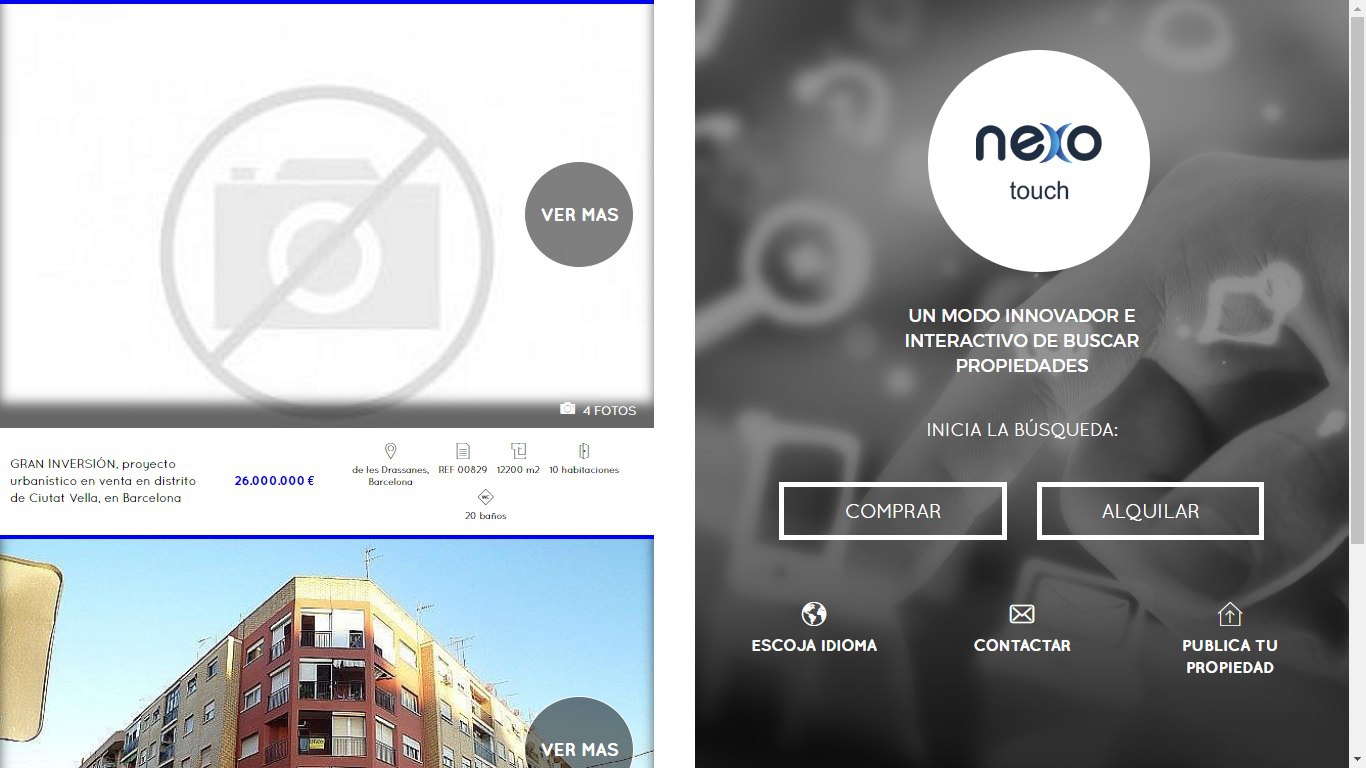 VER MAS
4 FOTOS
GRAN INVERSIÓN, proyecto
urbanístico en venta en distrito
de Ciutat Vella, en Barcelona
26.000.000 €
de les Drassanes,
Barcelona
REF 00829
12200 m2
10 habitaciones
WC
20 baños
VER MAS
nexo
touch
UN MODO INNOVADOR E
INTERACTIVO DE BUSCAR
PROPIEDADES
INICIA LA BÚSQUEDA:
COMPRAR
ALQUILAR
ESCOJA IDIOMA
CONTACTAR
PUBLICA TU
PROPIEDAD